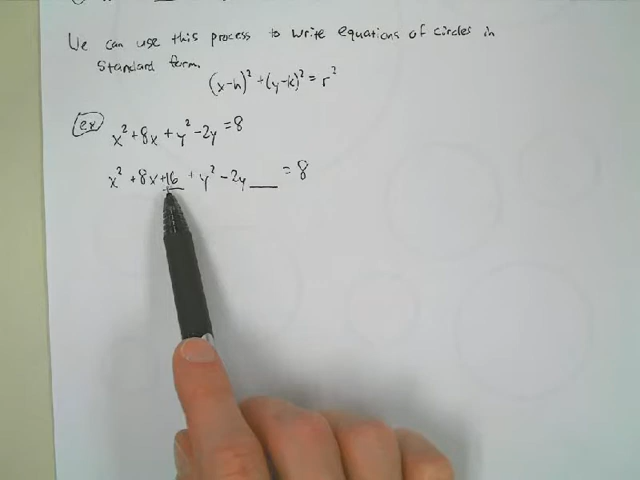 We can use this process to write equations of circles in
Standard form.
(x-h)² + (y-k)² = r²
ex
x² + 8x + y² - 2y = 8
x² + 8x + 16 + y² - 2y ___ = 8